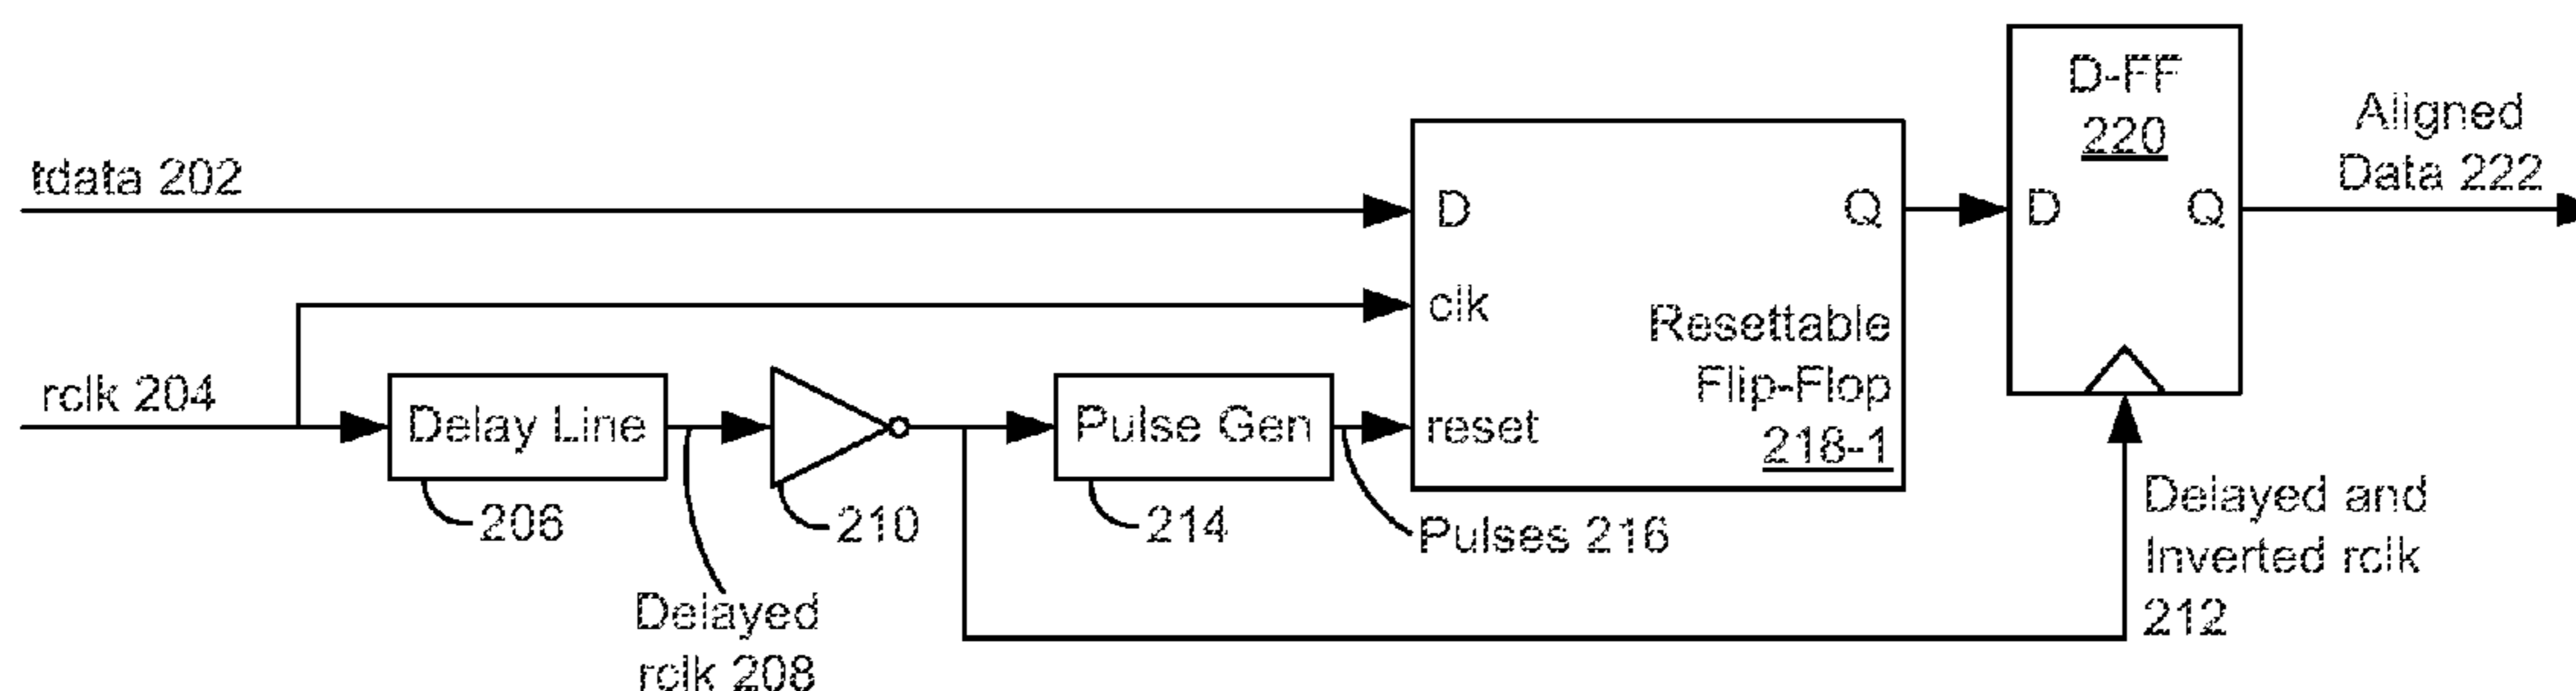 D-FF
220
Aligned
Data 222
tdata 202
D
Q
D
Q
clk
Resettable
Flip-Flop
218-1
rclk 204
Delay Line
Pulse Gen
reset
206
210
214
Pulses 216
Delayed and
Inverted rclk
212
Delayed
rclk 208